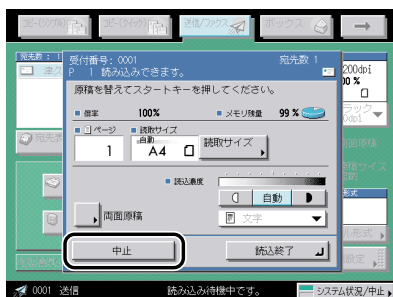 コピー(シンプル)
コピー(クイック)
送信/ファクス
ボックス
宛先数:1
受付番号: 0001
宛先数 1
P 1 読み込みできます。
原稿を替えてスタートキーを押してください。
倍率 100%
メモリ残量 99 %
ページ
読取サイズ
1
自動
A4
読取サイズ
読込濃度
自動
両面原稿
文字
中止
読込終了
200dpi
0001 送信
読み込み待機中です。
システム状況/中止